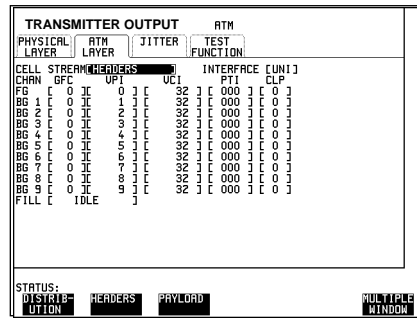 TRANSMITTER OUTPUT ATM
PHYSICAL LAYER ATM LAYER JITTER TEST FUNCTION
CELL STREAM[HEADERS ] INTERFACE [UNI]
CHAN GFC VPI VCI PTI CLP
FG [ 0 ][ 0 ] [ 32 ] [ 000 ] [ 0 ]
BG 1 [ 0 ][ 1 ] [ 32 ] [ 000 ] [ 0 ]
BG 2 [ 0 ][ 2 ] [ 32 ] [ 000 ] [ 0 ]
BG 3 [ 0 ][ 3 ] [ 32 ] [ 000 ] [ 0 ]
BG 4 [ 0 ][ 4 ] [ 32 ] [ 000 ] [ 0 ]
BG 5 [ 0 ][ 5 ] [ 32 ] [ 000 ] [ 0 ]
BG 6 [ 0 ][ 6 ] [ 32 ] [ 000 ] [ 0 ]
BG 7 [ 0 ][ 7 ] [ 32 ] [ 000 ] [ 0 ]
BG 8 [ 0 ][ 8 ] [ 32 ] [ 000 ] [ 0 ]
BG 9 [ 0 ][ 9 ] [ 32 ] [ 000 ] [ 0 ]
FILL [ IDLE ]
STATUS:
DISTRIB-
UTION
HEADERS
PAYLOAD
MULTIPLE
WINDOW